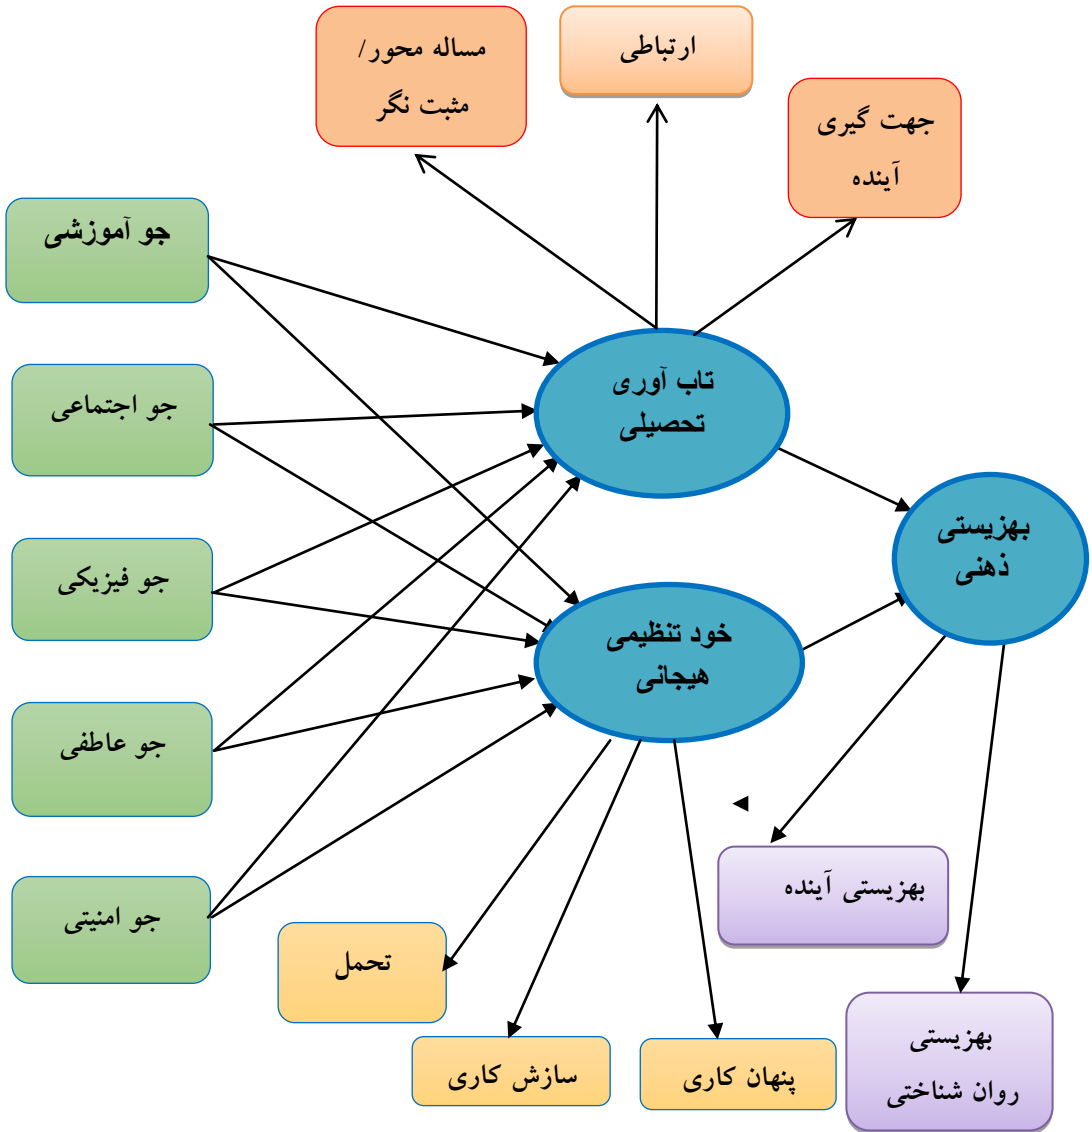 مساله محور/
مثبت نگر
ارتباطی
جهت گیری
آینده
جو آموزشی
جو اجتماعی
جو فیزیکی
جو عاطفی
جو امنیتی
تاب آوری
تحصیلی
خود تنظیمی
هیجانی
بهزیستی
ذهنی
بهزیستی آینده
بهزیستی
روان شناختی
تحمل
سازش کاری
پنهان کاری